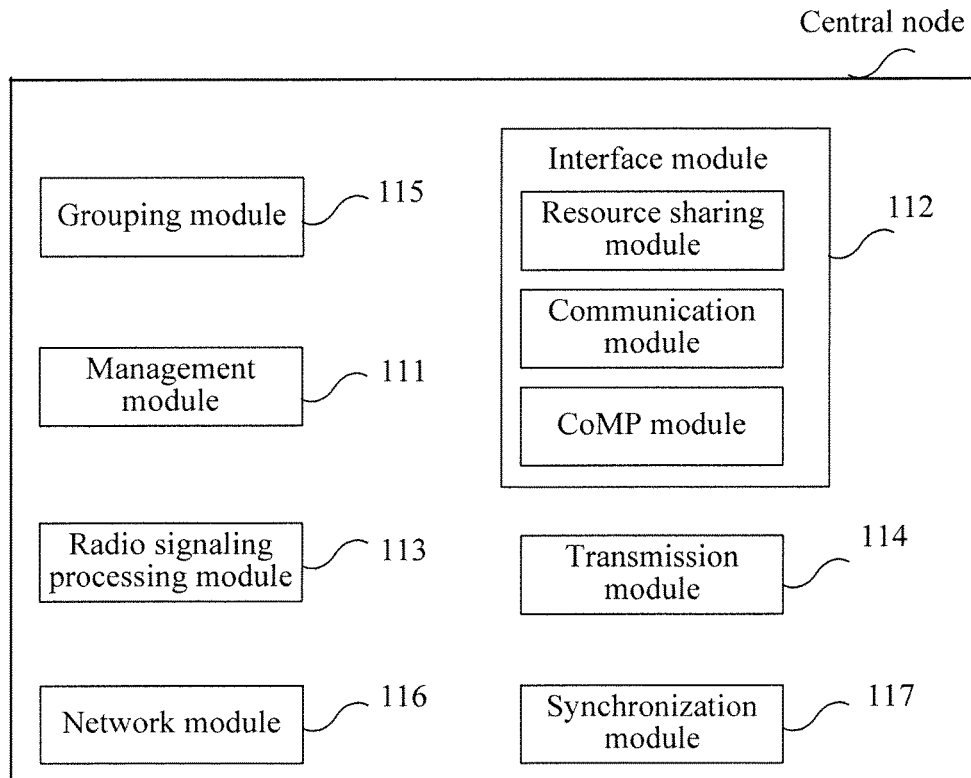 Central node
Grouping module
115
Interface module
Resource sharing
module
112
Communication
module
CoMP module
Management
module
111
Radio signaling
processing module
113
Transmission
module
114
Network module
116
Synchronization
module
117